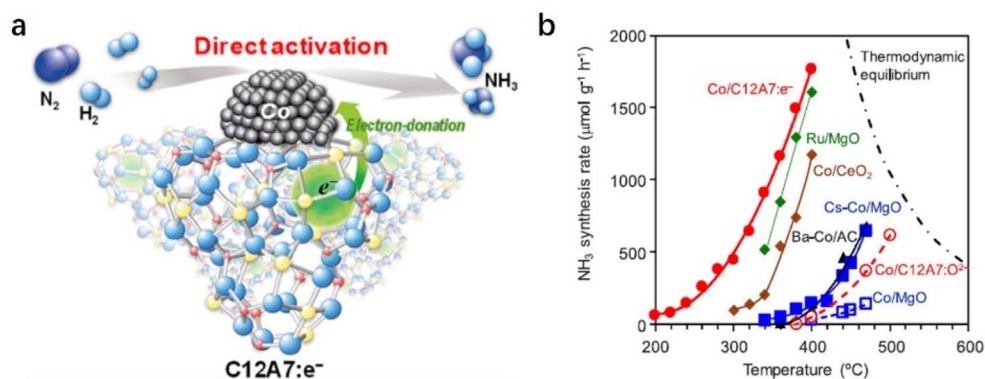 a
Direct activation
N₂
H₂
Co
NH₃
Electron-donation
e⁻
C12A7:e⁻
b
NH₃ synthesis rate (μmol g⁻¹ h⁻¹)
2000
1500
1000
500
0
200
300
400
500
600
Temperature (ºC)
Thermodynamic
equilibrium
Co/C12A7:e⁻
Ru/MgO
Co/CeO₂
Cs-Co/MgO
Ba-Co/AC
Co/C12A7:O²⁻
Co/MgO